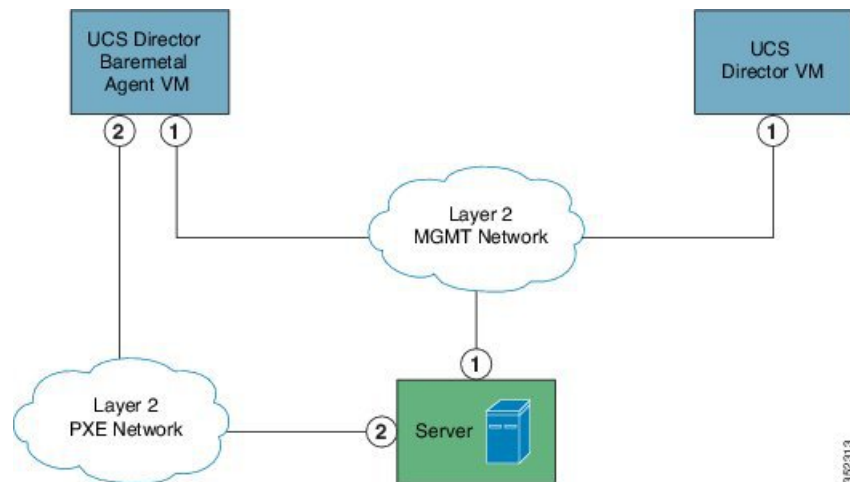 UCS Director
Baremetal
Agent VM
UCS
Director VM
2
1
1
Layer 2
MGMT Network
1
Layer 2
PXE Network
2
Server
352313